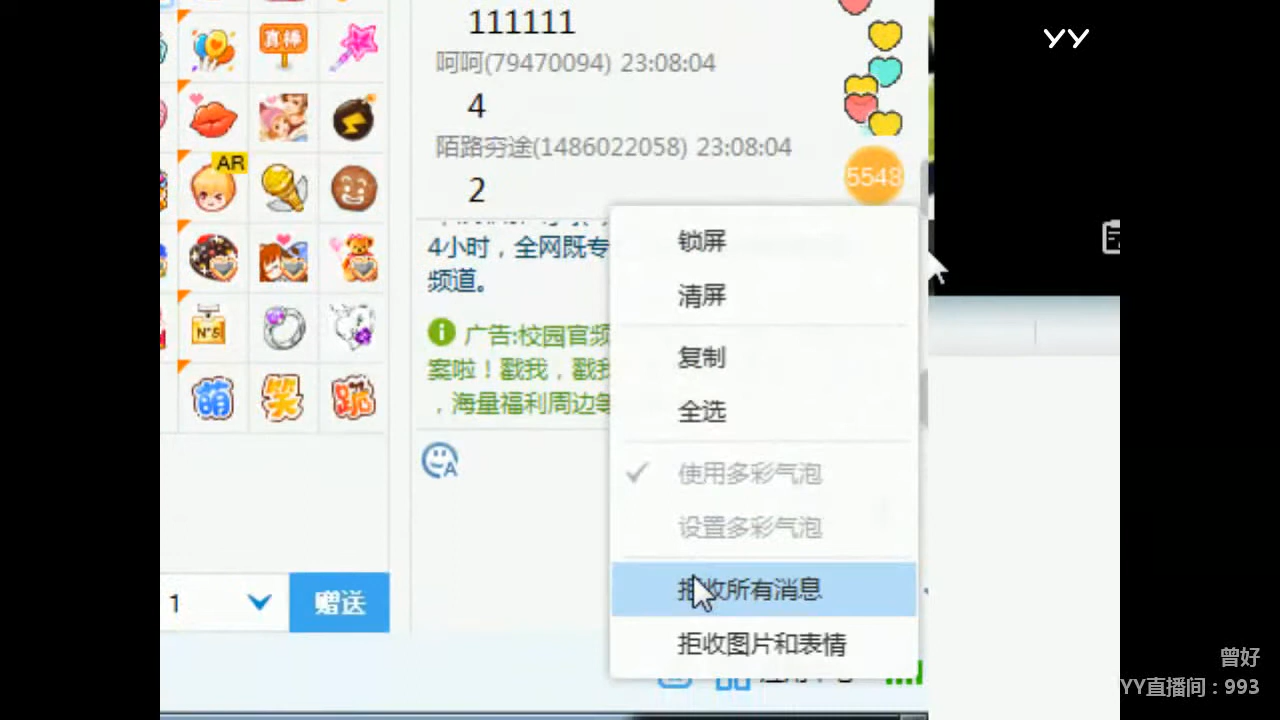 111111
YY
呵呵(79470094) 23:08:04
真棒
4
陌路穷途(1486022058) 23:08:04
AR
5548
2
锁屏
4小时，全网既专
频道。
清屏
N°5
广告:校园官频
复制
案啦！戳我，戳我
，海量福利周边等
全选
萌
笑
跪
使用多彩气泡
设置多彩气泡
拒收所有消息
1
赠送
拒收图片和表情
曾好
YY直播间：993